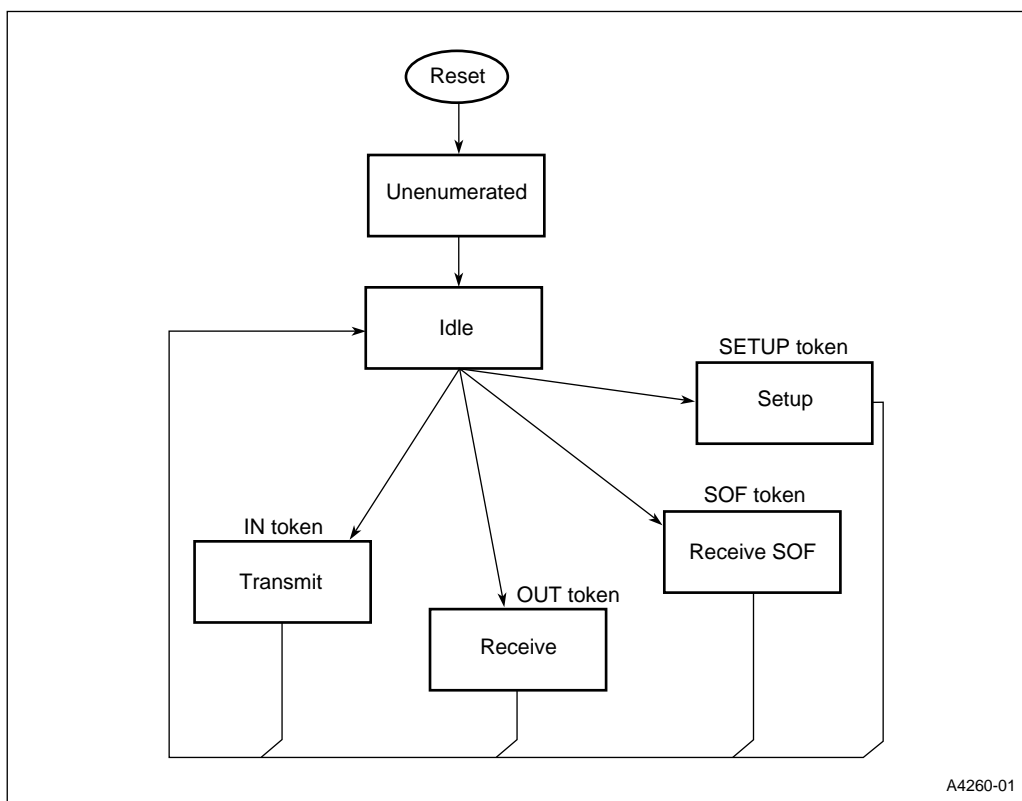 Reset
Unenumerated
Idle
SETUP token
Setup
SOF token
Receive SOF
IN token
Transmit
OUT token
Receive
A4260-01